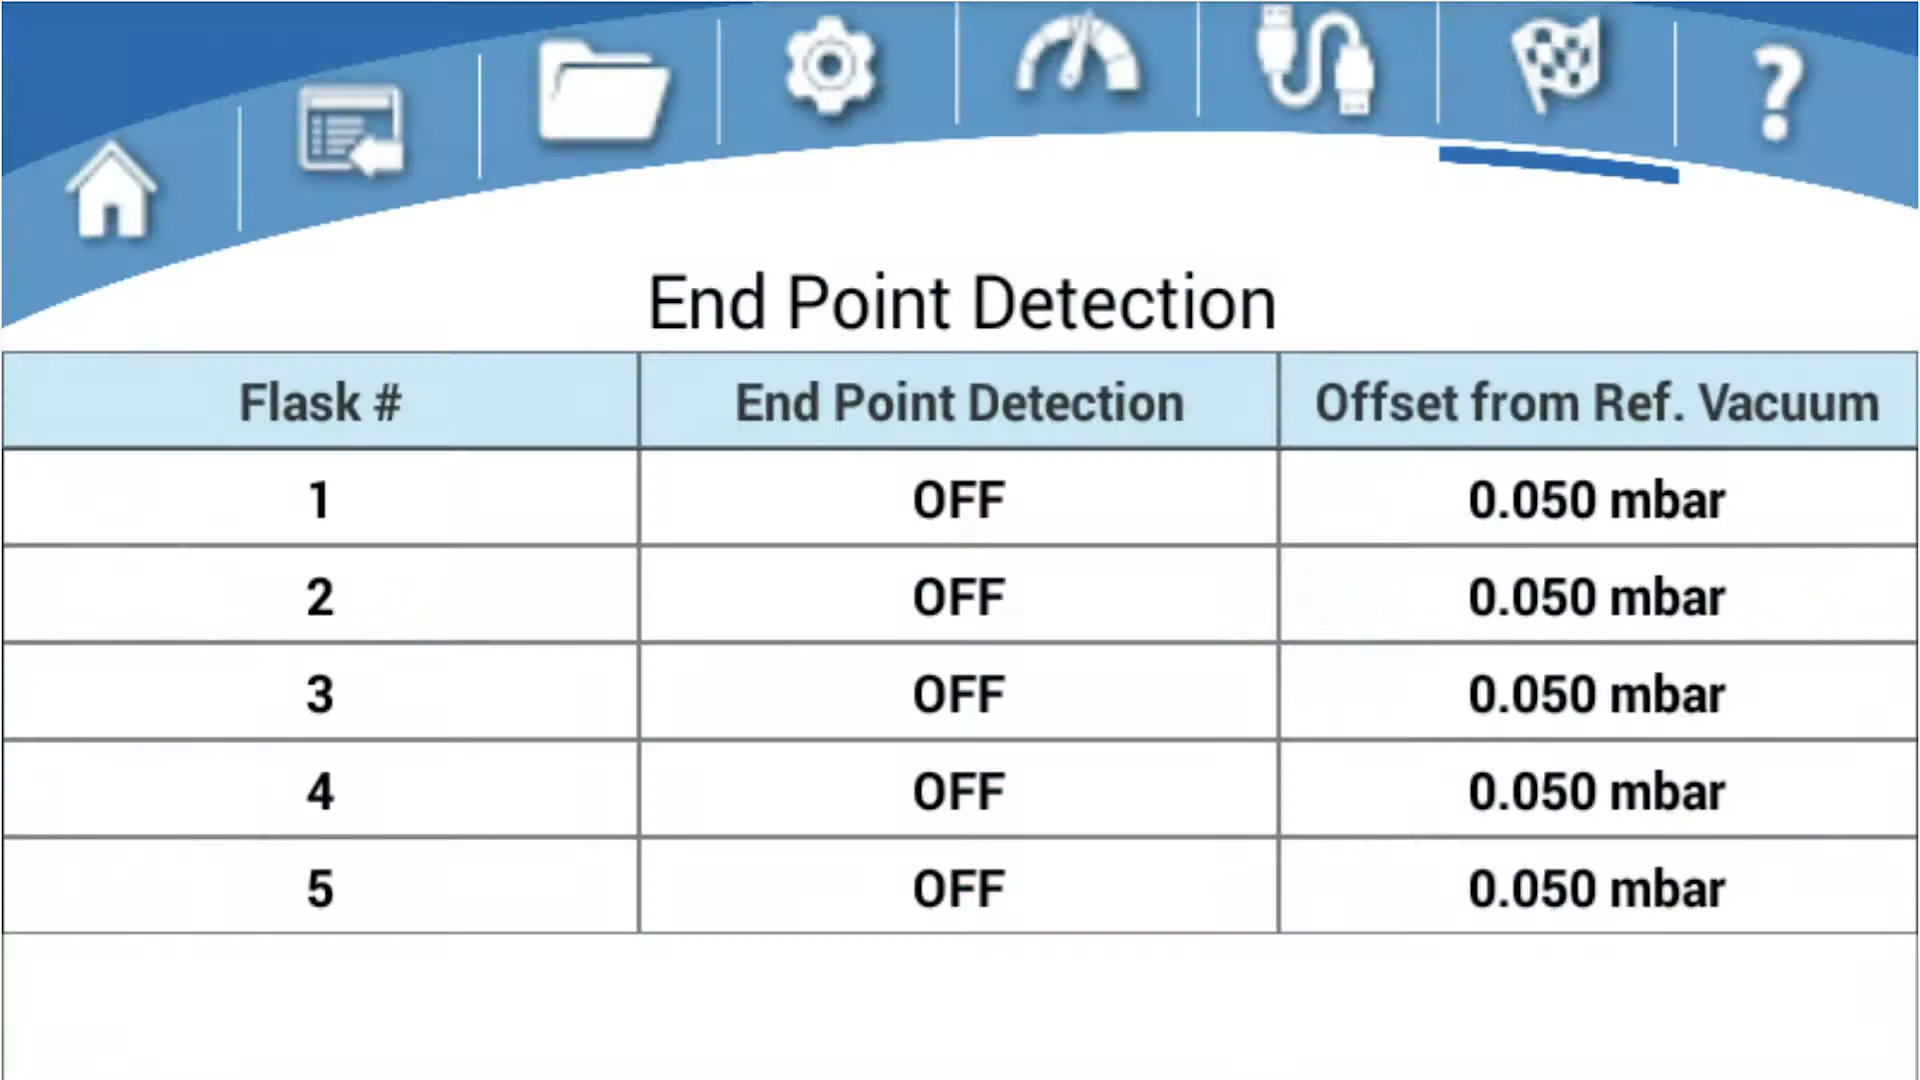 End Point Detection
Flask # End Point Detection Offset from Ref. Vacuum
1 OFF 0.050 mbar
2 OFF 0.050 mbar
3 OFF 0.050 mbar
4 OFF 0.050 mbar
5 OFF 0.050 mbar